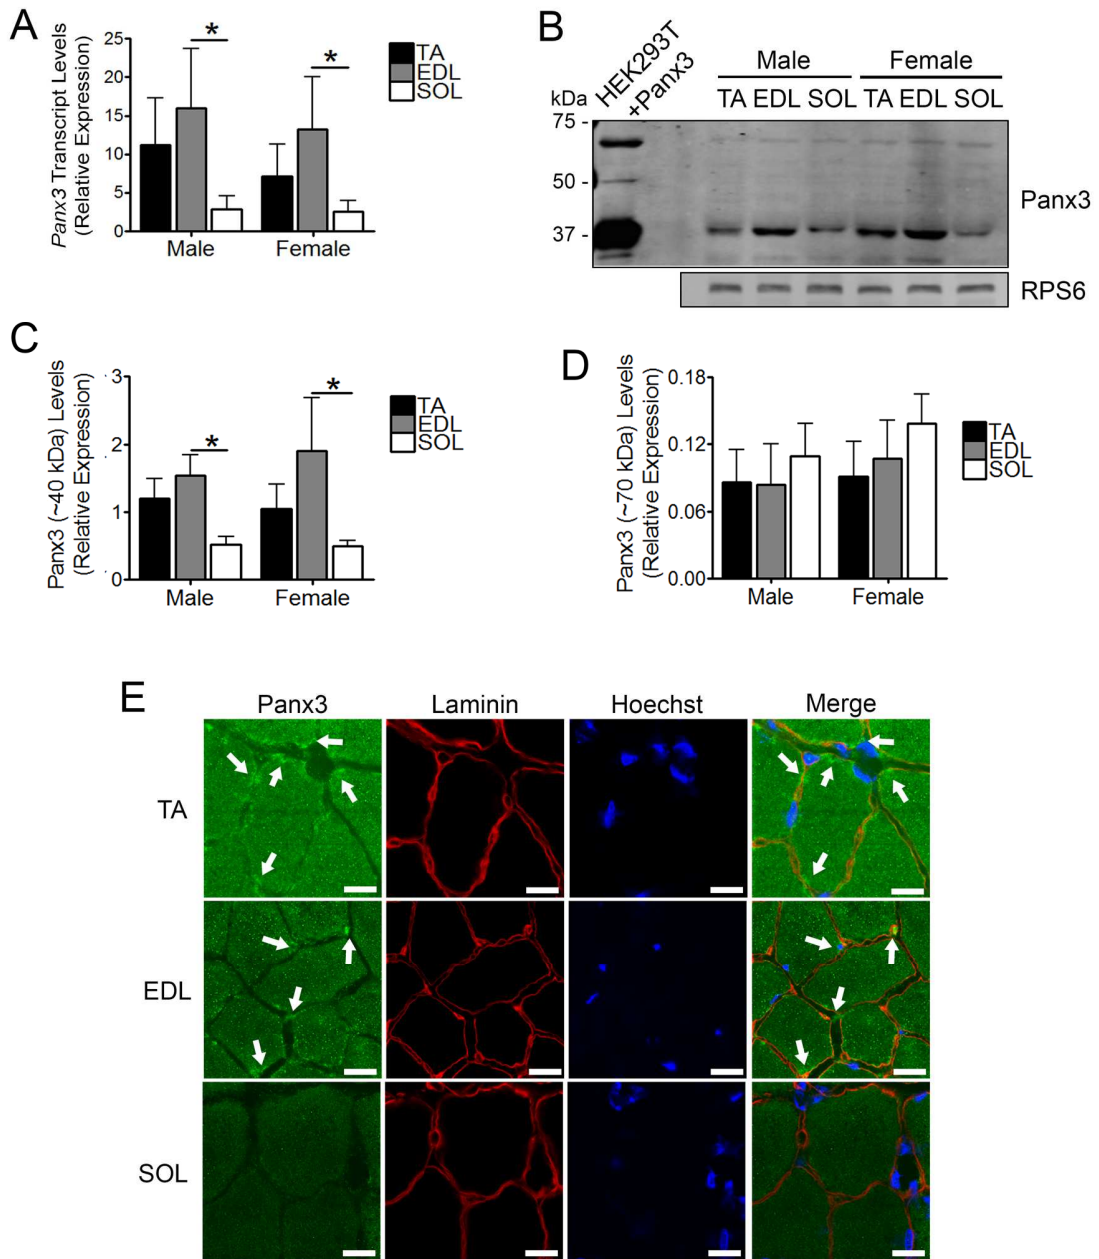 A
Panx3 Transcript Levels
(Relative Expression)
25
20
15
10
5
0
*
*
Male
Female
TA
EDL
SOL
B
HEK293T
+Panx3
Male
Female
kDa
TA EDL SOL TA EDL SOL
75 -
50 -
37 -
Panx3
RPS6
C
Panx3 (~40 kDa) Levels
(Relative Expression)
3
2
1
0
*
*
Male
Female
TA
EDL
SOL
D
Panx3 (~70 kDa) Levels
(Relative Expression)
0.18
0.12
0.06
0.00
Male
Female
TA
EDL
SOL
E
Panx3 Laminin Hoechst Merge
TA
EDL
SOL